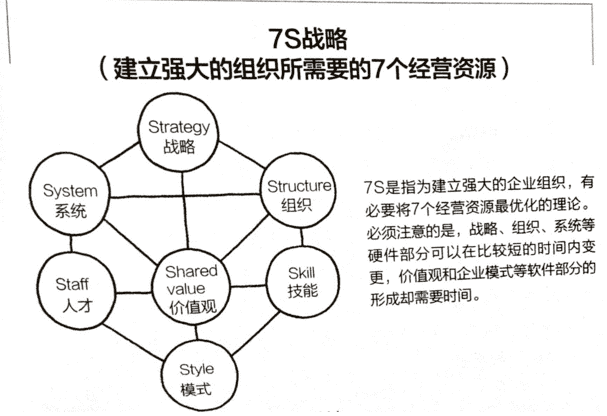 7S战略
（建立强大的组织所需要的7个经营资源）
Strategy
战略
System
系统
Structure
组织
7S是指为建立强大的企业组织，有
必要将7个经营资源最优化的理论。
必须注意的是，战略、组织、系统等
硬件部分可以在比较短的时间内变
更，价值观和企业模式等软件部分的
形成却需要时间。
Staff
人才
Shared
value
价值观
Skill
技能
Style
模式